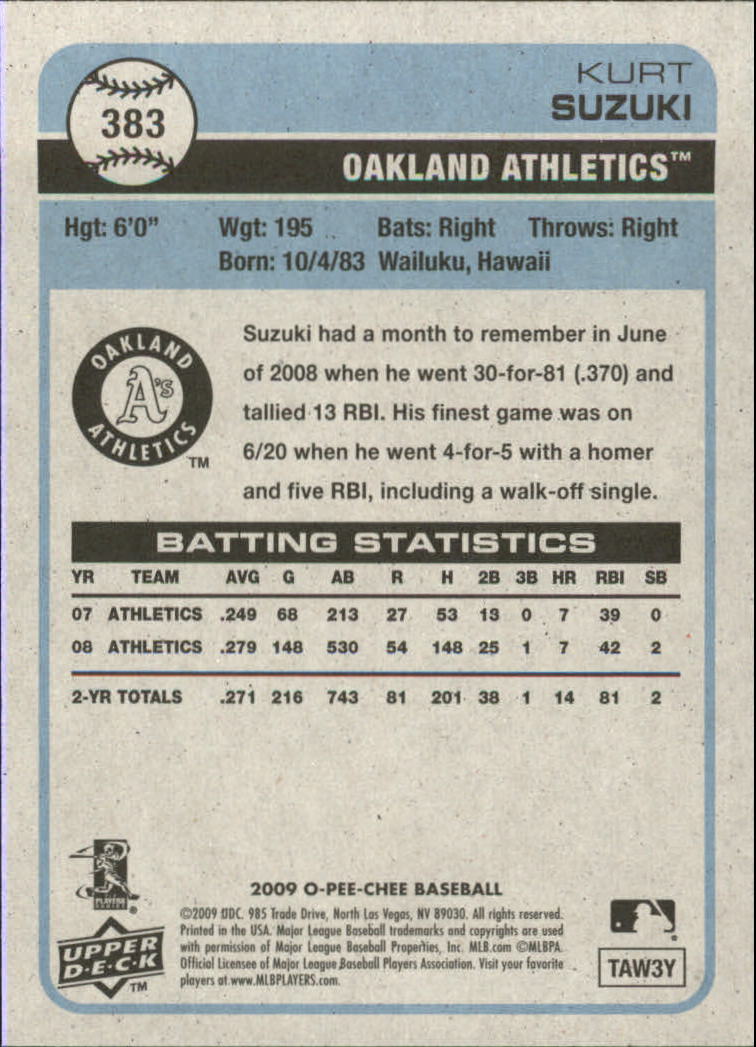 383
KURT
SUZUKI
OAKLAND ATHLETICS™
Hgt: 6'0" Wgt: 195 Bats: Right Throws: Right
Born: 10/4/83 Wailuku, Hawaii
OAKLAND
A's
ATHLETICS
TM
Suzuki had a month to remember in June
of 2008 when he went 30-for-81 (.370) and
tallied 13 RBI. His finest game was on
6/20 when he went 4-for-5 with a homer
and five RBI, including a walk-off single.
BATTING STATISTICS
YR TEAM AVG G AB R H 2B 3B HR RBI SB
07 ATHLETICS .249 68 213 27 53 13 0 7 39 0
08 ATHLETICS .279 148 530 54 148 25 1 7 42 2
2-YR TOTALS .271 216 743 81 201 38 1 14 81 2
PLAYERS
®
2009 O-PEE-CHEE BASEBALL
©2009 UDC. 985 Trade Drive, North Las Vegas, NV 89030. All rights reserved.
Printed in the USA. Major League Baseball trademarks and copyrights are used
with permission of Major League Baseball Properties, Inc. MLB.com ©MLBPA.
Official Licensee of Major League Baseball Players Association. Visit your favorite
players at www.MLBPLAYERS.com.
UPPER
D·E·C·K
TM
®
TAW3Y